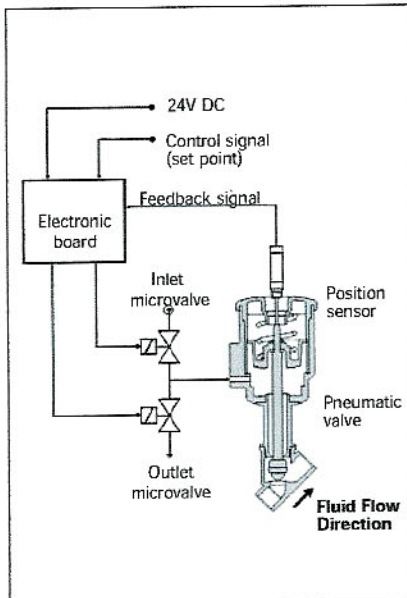 24V DC
Control signal
(set point)
Feedback signal
Electronic
board
Inlet
microvalve
Position
sensor
Pneumatic
valve
Outlet
microvalve
Fluid Flow
Direction